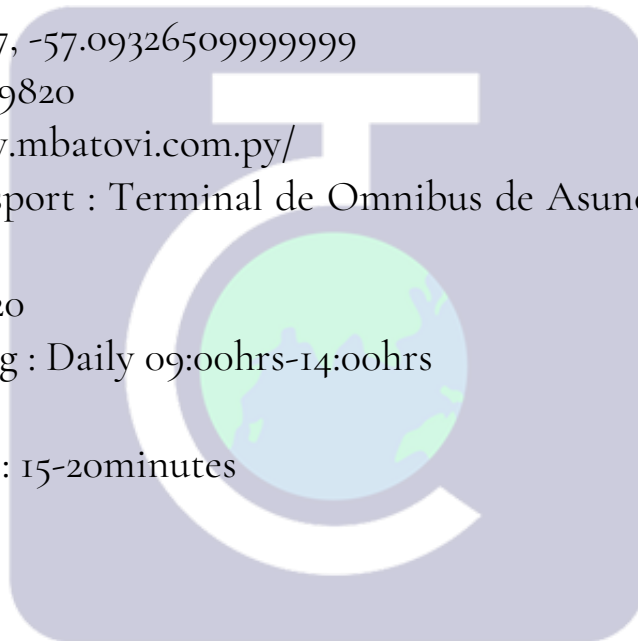 7, -57.09326509999999
9820
.mbatovi.com.py/
sport : Terminal de Omnibus de Asun
20
g : Daily 09:00hrs-14:00hrs
: 15-20minutes